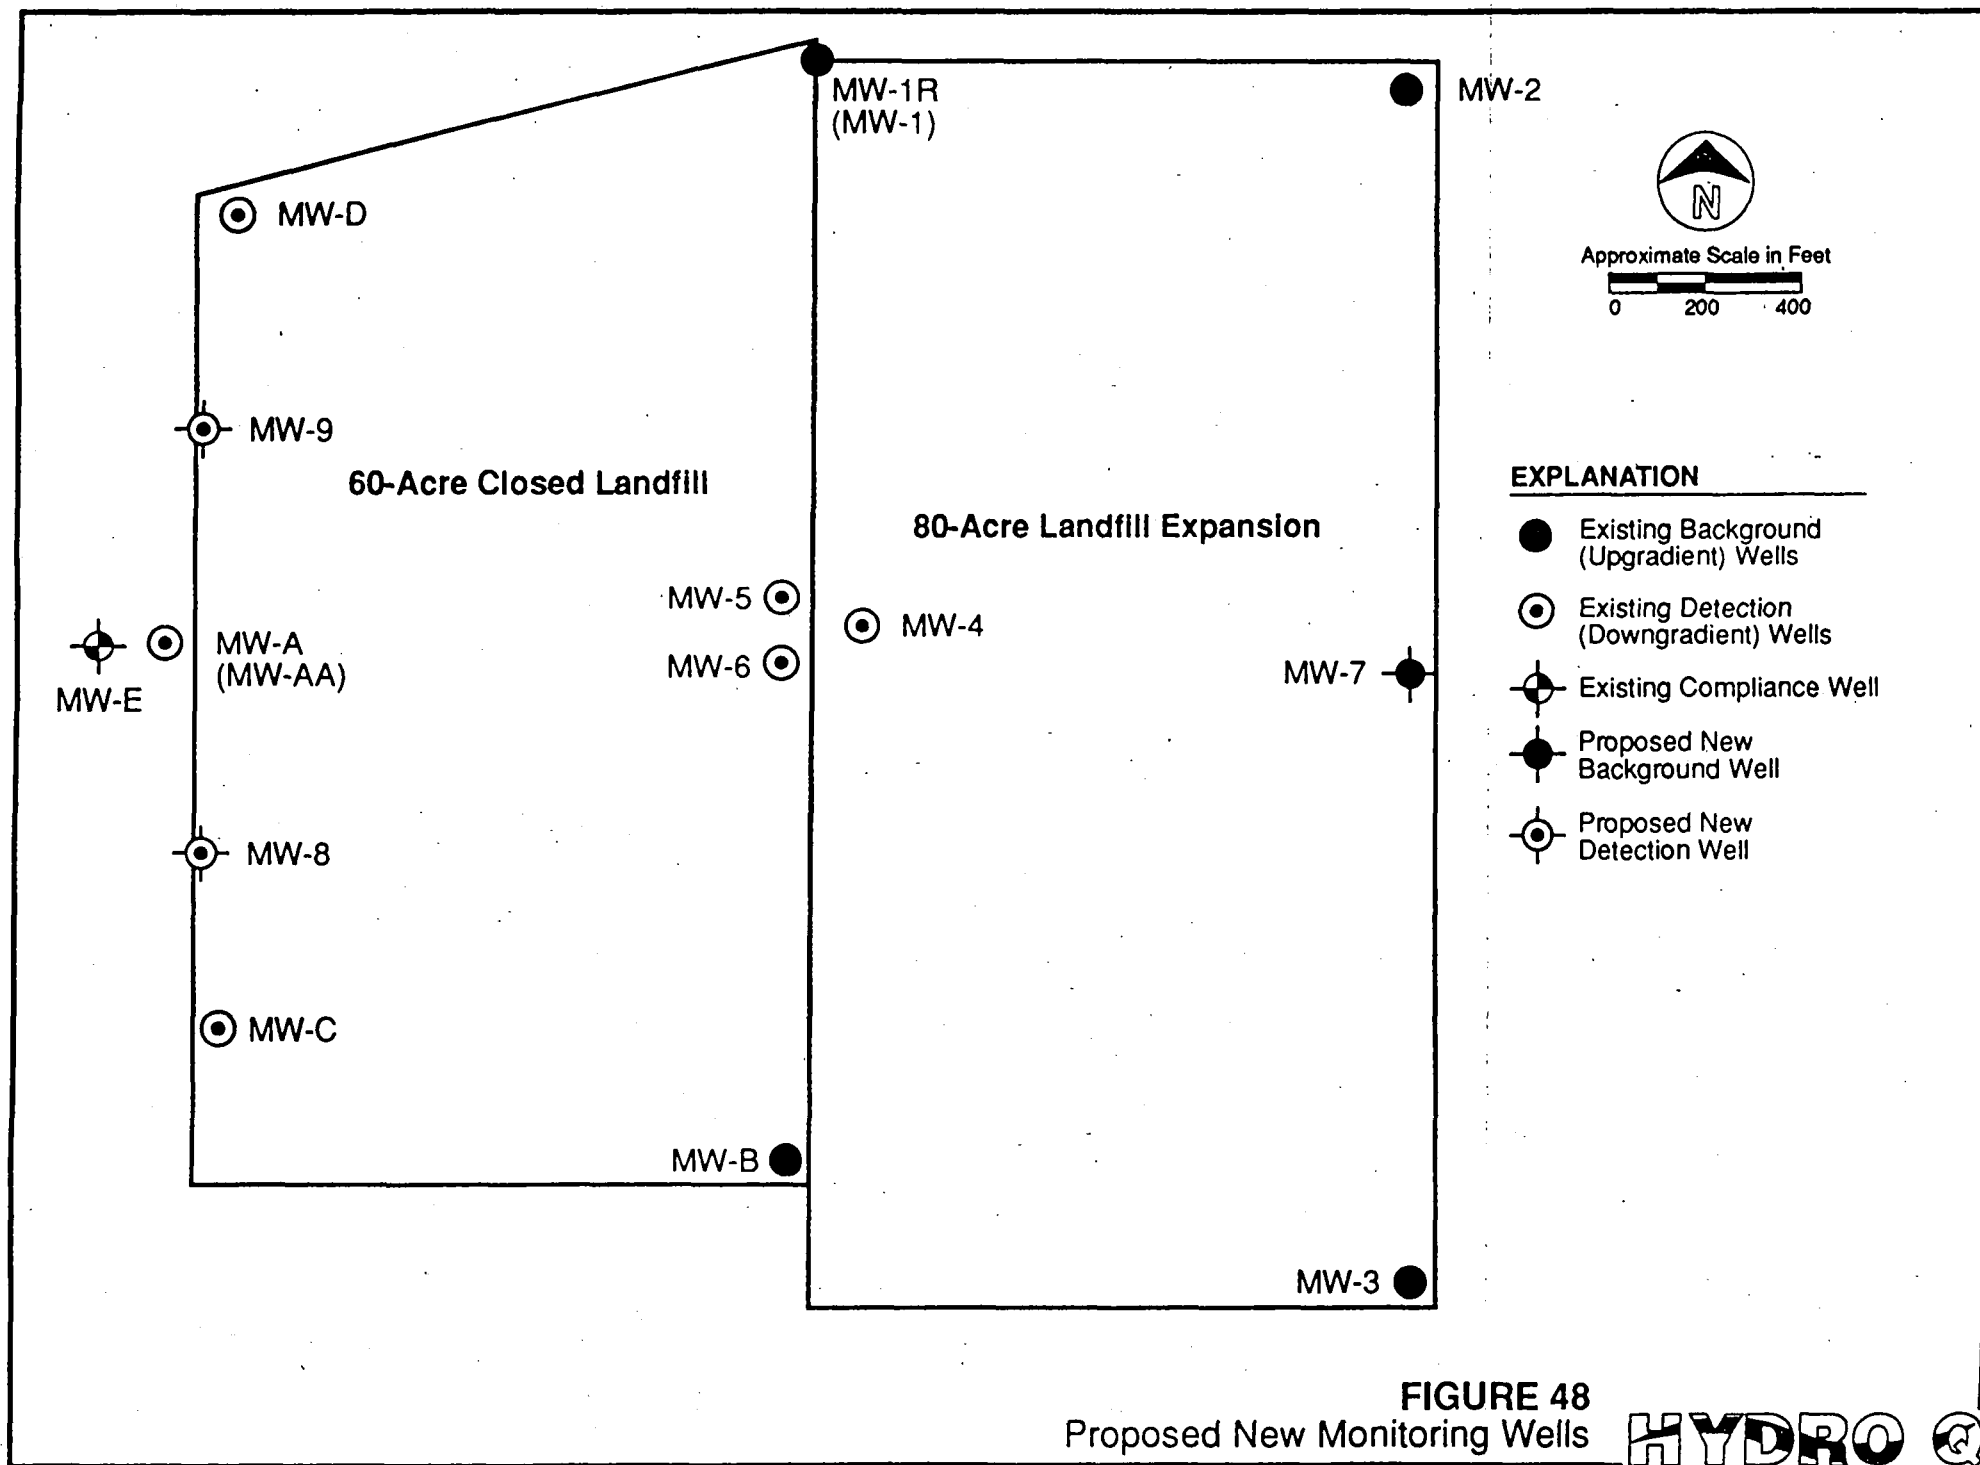 MW-1R
(MW-1)
MW-2
N
Approximate Scale in Feet
0 200 400
MW-D
MW-9
60-Acre Closed Landfill
80-Acre Landfill Expansion
EXPLANATION
Existing Background
(Upgradient) Wells
Existing Detection
(Downgradient) Wells
Existing Compliance Well
Proposed New
Background Well
Proposed New
Detection Well
MW-5
MW-4
MW-6
MW-A
(MW-AA)
MW-E
MW-7
MW-8
MW-C
MW-B
MW-3
FIGURE 48
Proposed New Monitoring Wells
HYDRO Q